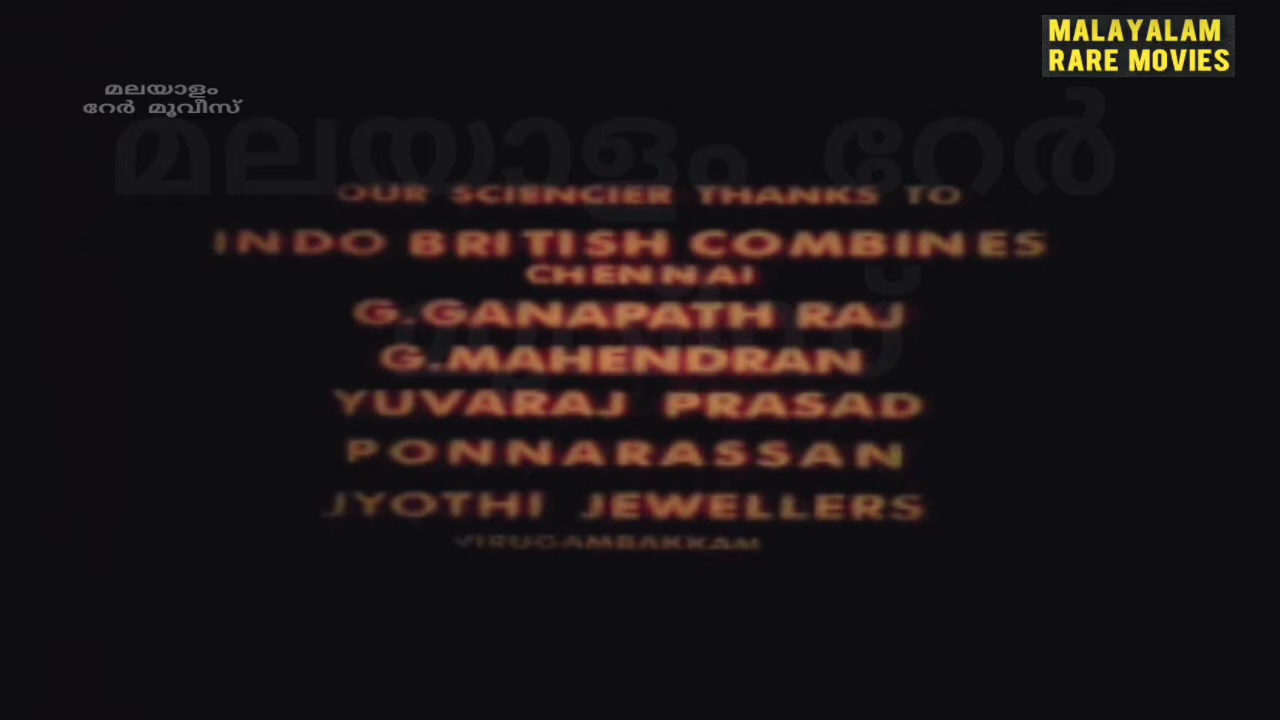 MALAYALAM
RARE MOVIES
മലയാളം
റേർ മൂവീസ്
മലയാളം റേർ
മൂവീസ്
OUR SCIENCIER THANKS TO
INDO BRITISH COMBINES
CHENNAI
G.GANAPATH RAJ
G.MAHENDRAN
YUVARAJ PRASAD
PONNARASSAN
JYOTHI JEWELLERS
VIRUGAMBAKKAM